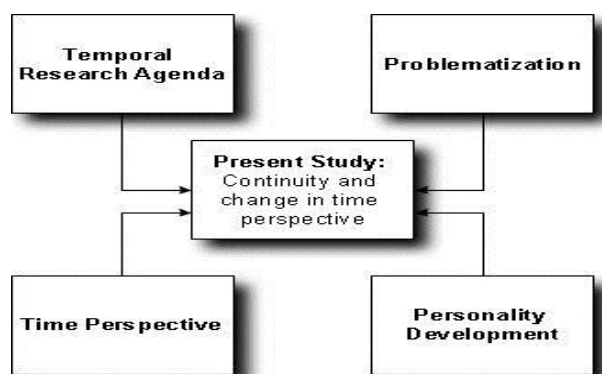 Temporal
Research Agenda
Problematization
Present Study:
Continuity and
change in time
perspective
Time Perspective
Personality
Development